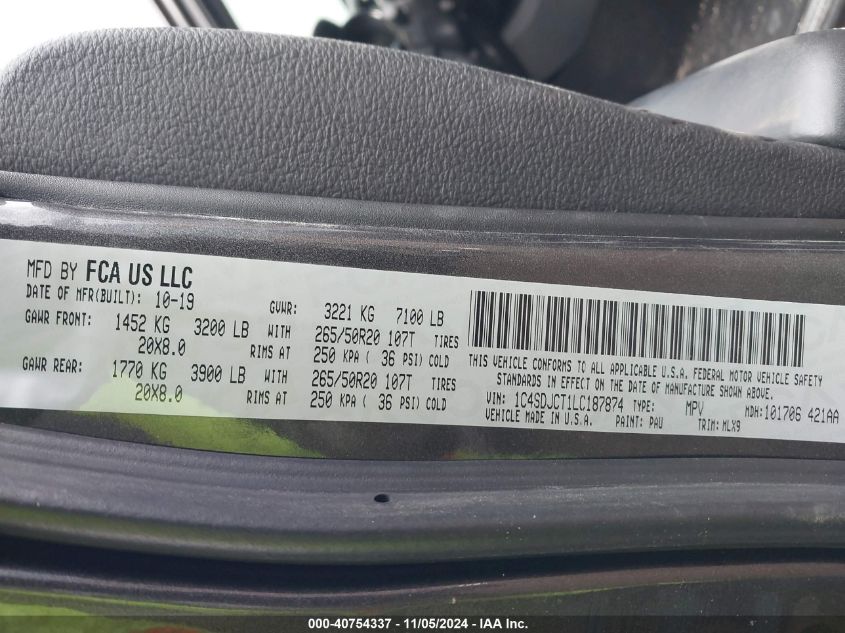 MFD BY FCA US LLC
DATE OF MFR(BUILT): 10-19 GVWR: 3221 KG 7100 LB
GAWR FRONT: 1452 KG 3200 LB WITH 265/50R20 107T TIRES
20X8.0 RIMS AT 250 KPA ( 36 PSI) COLD
GAWR REAR: 1770 KG 3900 LB WITH 265/50R20 107T TIRES
20X8.0 RIMS AT 250 KPA ( 36 PSI) COLD
THIS VEHICLE CONFORMS TO ALL APPLICABLE U.S.A. FEDERAL MOTOR VEHICLE SAFETY
STANDARDS IN EFFECT ON THE DATE OF MANUFACTURE SHOWN ABOVE.
VIN: 1C4SDJCT1LC187874 TYPE: MPV MDH:101706 421AA
VEHICLE MADE IN U.S.A. PAINT: PAU TRIM: MLX9
000-40754337 - 11/05/2024 - IAA Inc.